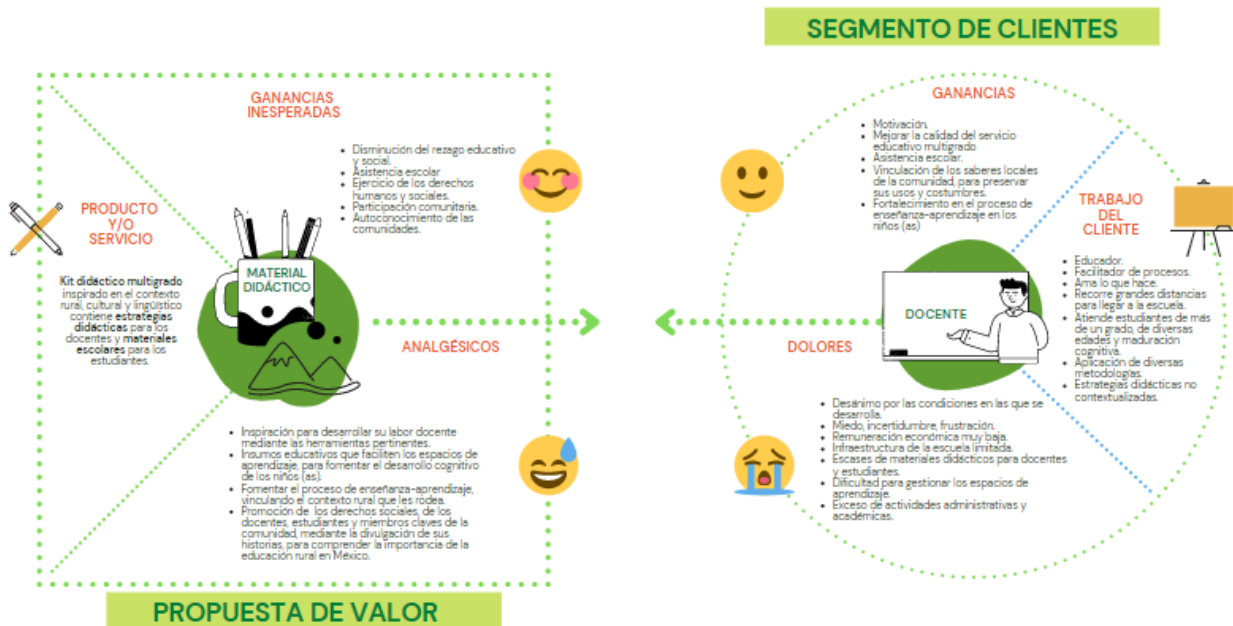 SEGMENTO DE CLIENTES
GANANCIAS
INESPERADAS
• Disminución del rezago educativo
y social.
• Asistencia escolar
• Ejercicio de los derechos
humanos y sociales.
• Participación comunitaria.
• Autoconocimiento de las
comunidades.
PRODUCTO
Y/O
SERVICIO
Kit didáctico multigrado
inspirado en el contexto
rural, cultural y lingüístico
contiene estrategias
didácticas para los
docentes y materiales
escolares para los
estudiantes.
MATERIAL
DIDÁCTICO
ANALGÉSICOS
• Inspiración para desarrollar su labor docente
mediante las herramientas pertinentes.
• Insumos educativos que faciliten los espacios de
aprendizaje, para fomentar el desarrollo cognitivo
de los niños (as).
• Fomentar el proceso de enseñanza-aprendizaje,
vinculando el contexto rural que les rodea.
• Promoción de los derechos sociales, de los
docentes, estudiantes y miembros claves de la
comunidad, mediante la divulgación de sus
historias, para comprender la importancia de la
educación rural en México.
PROPUESTA DE VALOR
GANANCIAS
• Motivación.
• Mejorar la calidad del servicio
educativo multigrado
• Asistencia escolar.
• Vinculación de los saberes locales
de la comunidad, para preservar
sus usos y costumbres.
• Fortalecimiento en el proceso de
enseñanza-aprendizaje en los
niños (as)
TRABAJO
DEL
CLIENTE
• Educador.
• Facilitador de procesos.
• Ama lo que hace.
• Recorre grandes distancias
para llegar a la escuela.
• Atiende estudiantes de más
de un grado, de diversas
edades y maduración
cognitiva.
• Aplicación de diversas
metodologías.
• Estrategias didácticas no
contextualizadas.
DOCENTE
DOLORES
• Desánimo por las condiciones en las que se
desarrolla.
• Miedo, incertidumbre, frustración.
• Remuneración económica muy baja.
• Infraestructura de la escuela limitada.
• Escases de materiales didácticos para docentes
y estudiantes.
• Dificultad para gestionar los espacios de
aprendizaje.
• Exceso de actividades administrativas y
académicas.